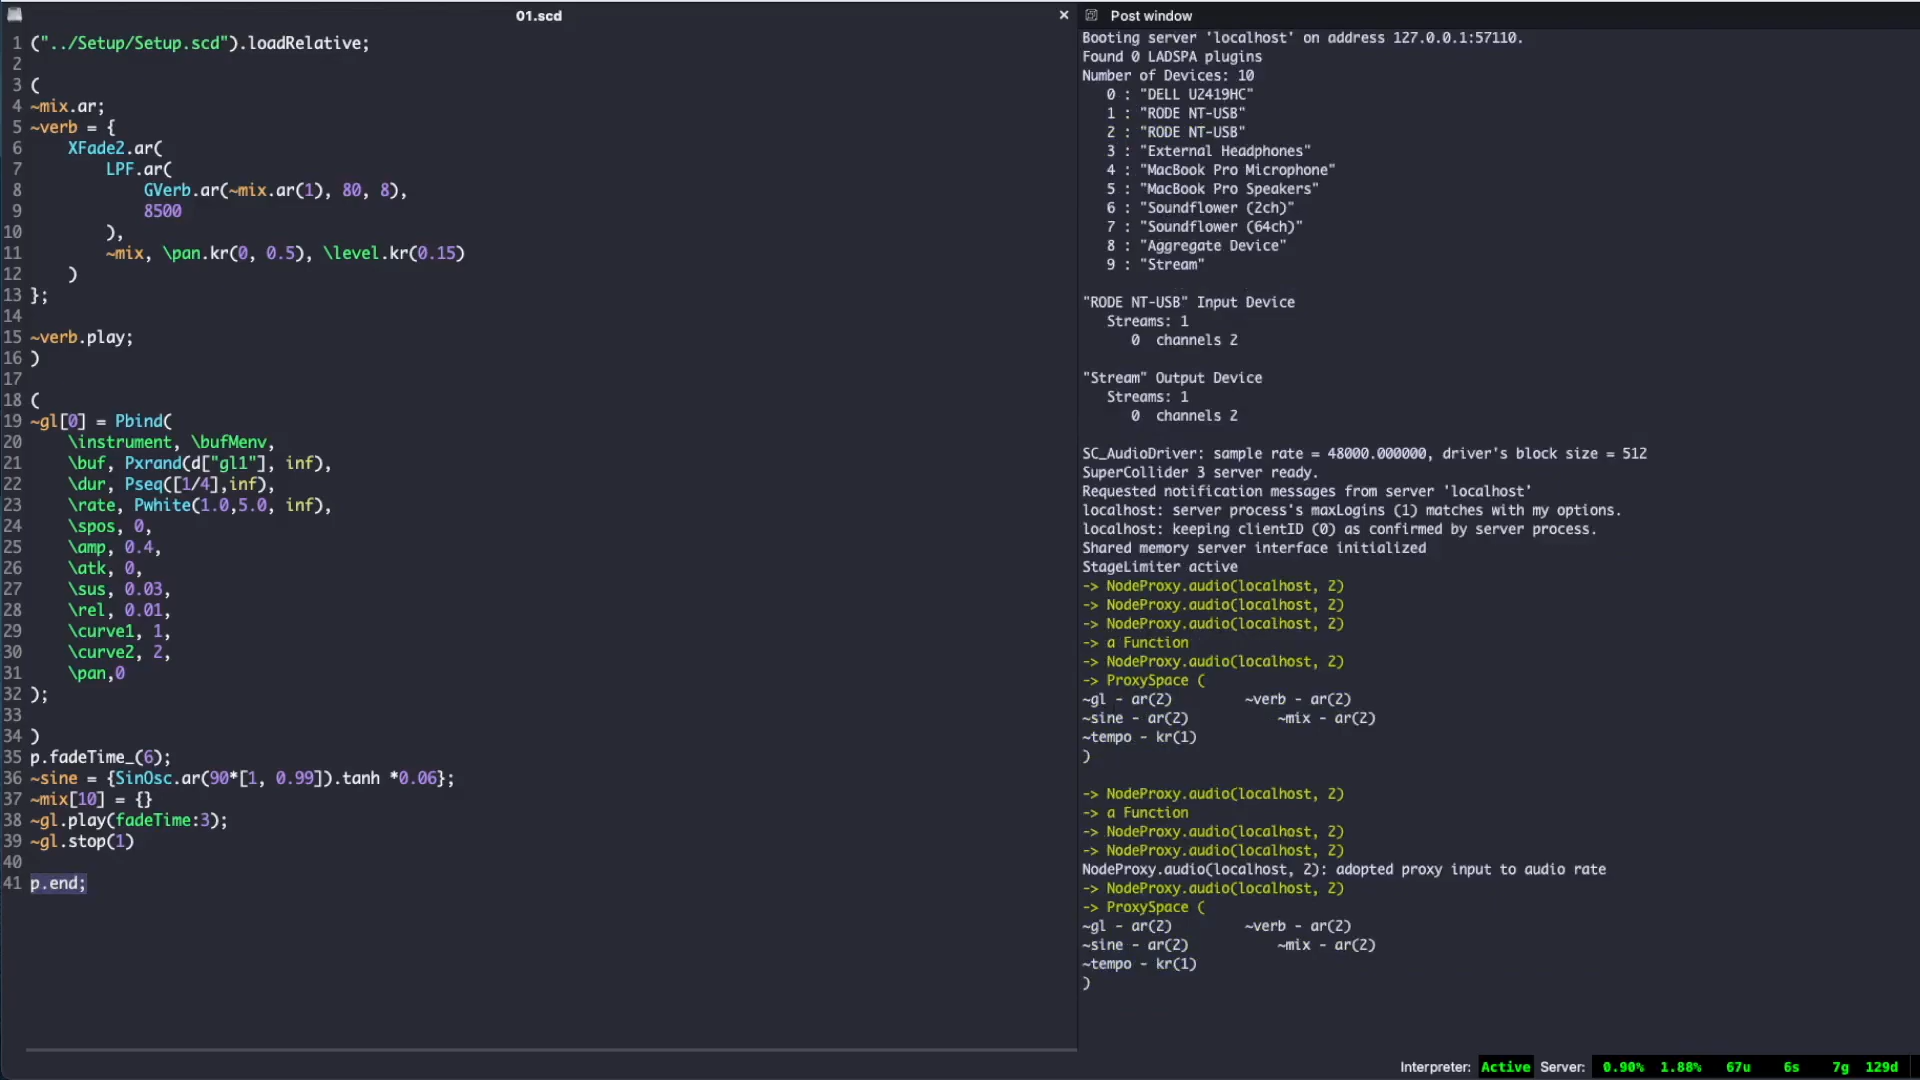 01.scd
1 ("../Setup/Setup.scd").loadRelative;
2
3 (
4 ~mix.ar;
5 ~verb = {
6 XFade2.ar(
7 LPF.ar(
8 GVerb.ar(~mix.ar(1), 80, 8),
9 8500
10 ),
11 ~mix, \pan.kr(0, 0.5), \level.kr(0.15)
12 )
13 };
14
15 ~verb.play;
16 )
17
18 (
19 ~gl[0] = Pbind(
20 \instrument, \bufMenv,
21 \buf, Pxrand(d["gl1"], inf),
22 \dur, Pseq([1/4],inf),
23 \rate, Pwhite(1.0,5.0, inf),
24 \spos, 0,
25 \amp, 0.4,
26 \atk, 0,
27 \sus, 0.03,
28 \rel, 0.01,
29 \curve1, 1,
30 \curve2, 2,
31 \pan,0
32 );
33
34 )
35 p.fadeTime_(6);
36 ~sine = {SinOsc.ar(90*[1, 0.99]).tanh *0.06};
37 ~mix[10] = {}
38 ~gl.play(fadeTime:3);
39 ~gl.stop(1)
40
41 p.end;
Post window
Booting server 'localhost' on address 127.0.0.1:57110.
Found 0 LADSPA plugins
Number of Devices: 10
0 : "DELL U2419HC"
1 : "RODE NT-USB"
2 : "RODE NT-USB"
3 : "External Headphones"
4 : "MacBook Pro Microphone"
5 : "MacBook Pro Speakers"
6 : "Soundflower (2ch)"
7 : "Soundflower (64ch)"
8 : "Aggregate Device"
9 : "Stream"
"RODE NT-USB" Input Device
Streams: 1
0 channels 2
"Stream" Output Device
Streams: 1
0 channels 2
SC_AudioDriver: sample rate = 48000.000000, driver's block size = 512
SuperCollider 3 server ready.
Requested notification messages from server 'localhost'
localhost: server process's maxLogins (1) matches with my options.
localhost: keeping clientID (0) as confirmed by server process.
Shared memory server interface initialized
StageLimiter active
-> NodeProxy.audio(localhost, 2)
-> NodeProxy.audio(localhost, 2)
-> NodeProxy.audio(localhost, 2)
-> a Function
-> NodeProxy.audio(localhost, 2)
-> ProxySpace (
~gl - ar(2) ~verb - ar(2)
~sine - ar(2) ~mix - ar(2)
~tempo - kr(1)
)
-> NodeProxy.audio(localhost, 2)
-> a Function
-> NodeProxy.audio(localhost, 2)
-> NodeProxy.audio(localhost, 2)
NodeProxy.audio(localhost, 2): adopted proxy input to audio rate
-> NodeProxy.audio(localhost, 2)
-> ProxySpace (
~gl - ar(2) ~verb - ar(2)
~sine - ar(2) ~mix - ar(2)
~tempo - kr(1)
)
Interpreter: Active Server: 0.90% 1.88% 67u 6s 7g 129d